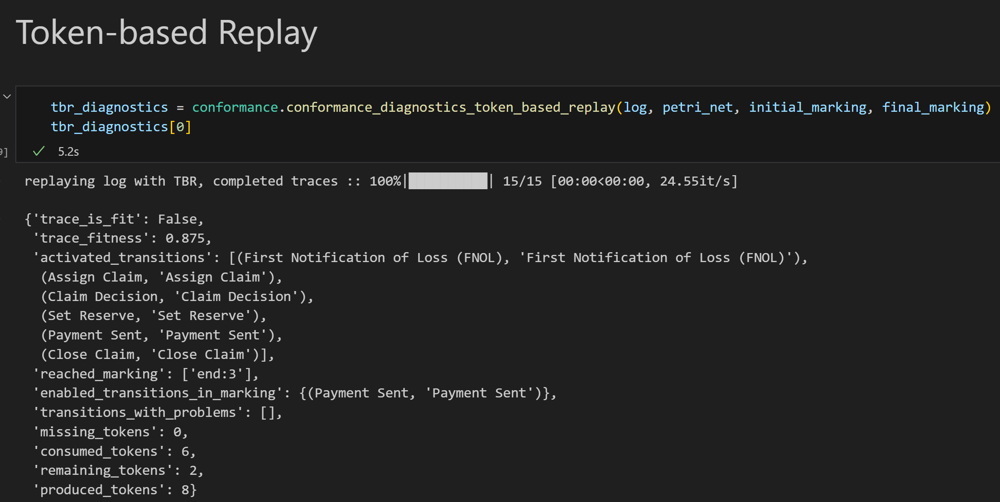 Token-based Replay
tbr_diagnostics = conformance.conformance_diagnostics_token_based_replay(log, petri_net, initial_marking, final_marking)
tbr_diagnostics[0]
]
5.2s
replaying log with TBR, completed traces :: 100%|██████████| 15/15 [00:00<00:00, 24.55it/s]
{'trace_is_fit': False,
'trace_fitness': 0.875,
'activated_transitions': [(First Notification of Loss (FNOL), 'First Notification of Loss (FNOL)'),
(Assign Claim, 'Assign Claim'),
(Claim Decision, 'Claim Decision'),
(Set Reserve, 'Set Reserve'),
(Payment Sent, 'Payment Sent'),
(Close Claim, 'Close Claim')],
'reached_marking': ['end:3'],
'enabled_transitions_in_marking': {(Payment Sent, 'Payment Sent')},
'transitions_with_problems': [],
'missing_tokens': 0,
'consumed_tokens': 6,
'remaining_tokens': 2,
'produced_tokens': 8}